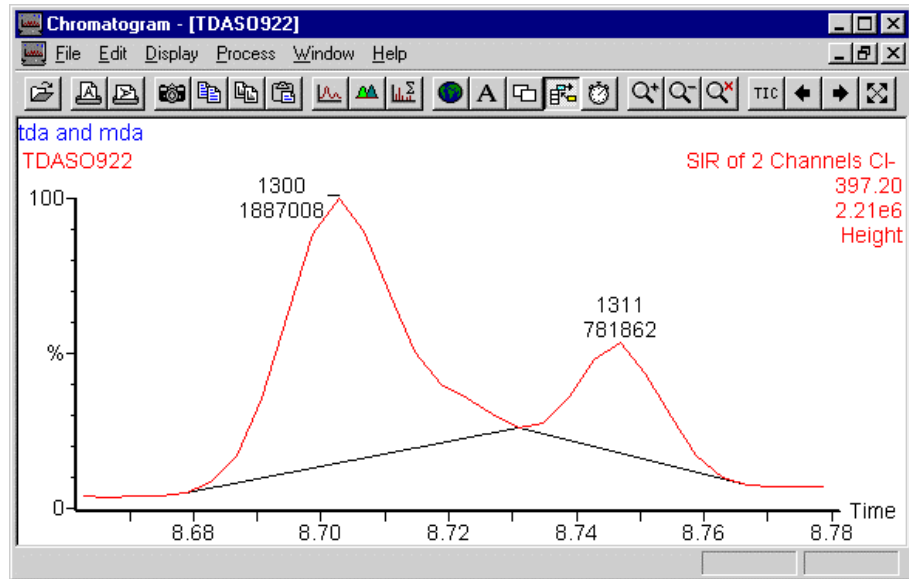 Chromatogram - [TDASO922]
File Edit Display Process Window Help
A A Σ A TIC
tda and mda
TDASO922
SIR of 2 Channels CI-
397.20
2.21e6
Height
1300
1887008
1311
781862
100
%
0
8.68 8.70 8.72 8.74 8.76 8.78
Time